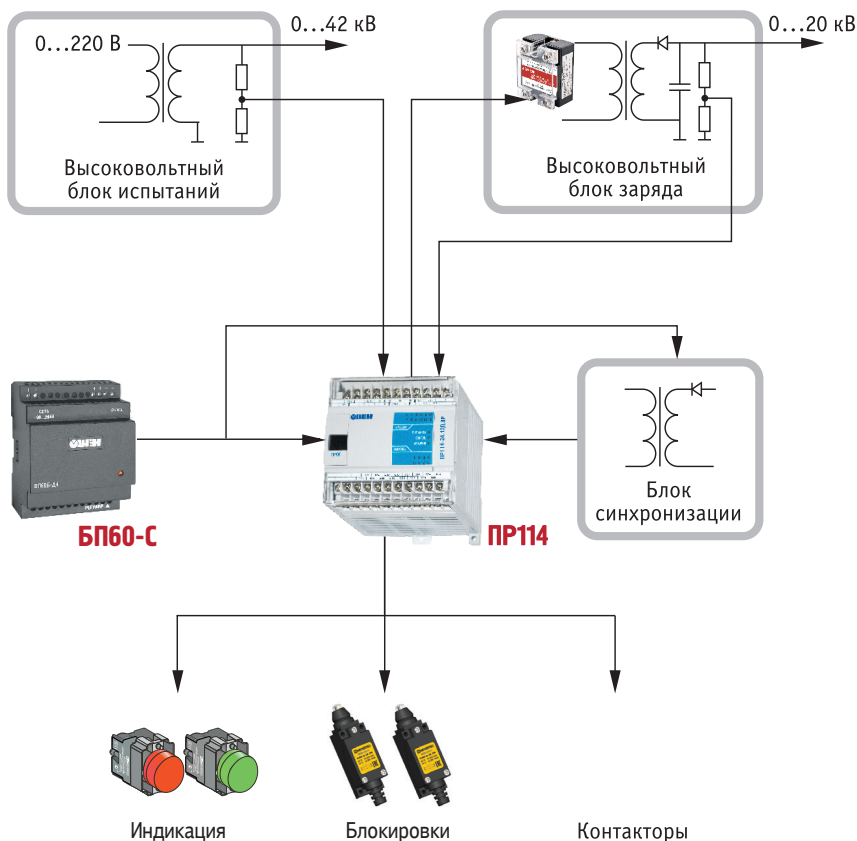 0...42 кВ
0...220 В
Высоковольтный
блок испытаний
0...20 кВ
Высоковольтный
блок заряда
ОВЕН
БП60-С
ПР114
Блок
синхронизации
Индикация
Блокировки
Контакторы